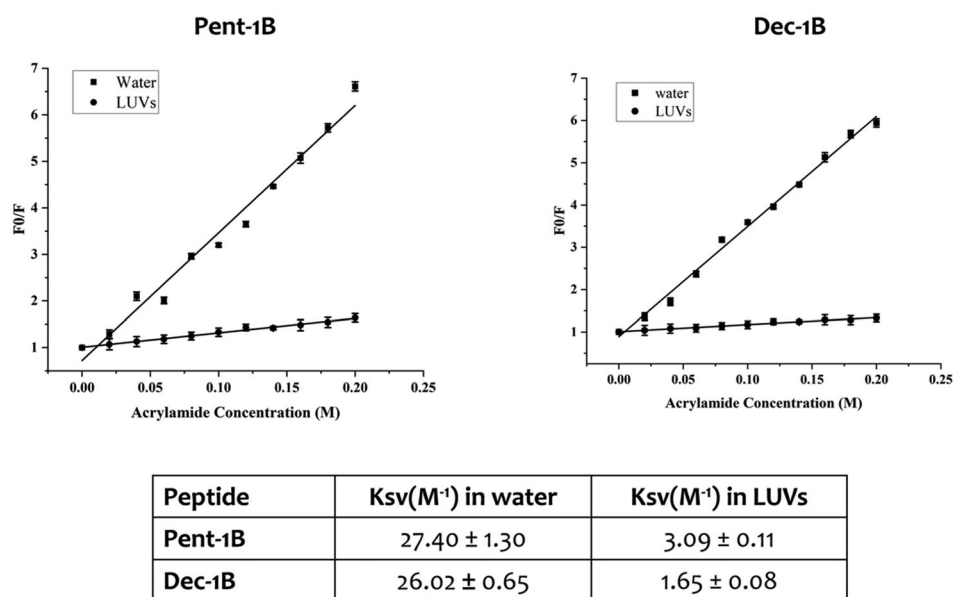 Pent-1B
Water
LUVs
F0/F
7
6
5
4
3
2
1
0.00 0.05 0.10 0.15 0.20 0.25
Acrylamide Concentration (M)
Dec-1B
water
LUVs
F0/F
7
6
5
4
3
2
1
0.00 0.05 0.10 0.15 0.20 0.25
Acrylamide Concentration (M)
Peptide Ksv(M⁻¹) in water Ksv(M⁻¹) in LUVs
Pent-1B 27.40 ± 1.30 3.09 ± 0.11
Dec-1B 26.02 ± 0.65 1.65 ± 0.08